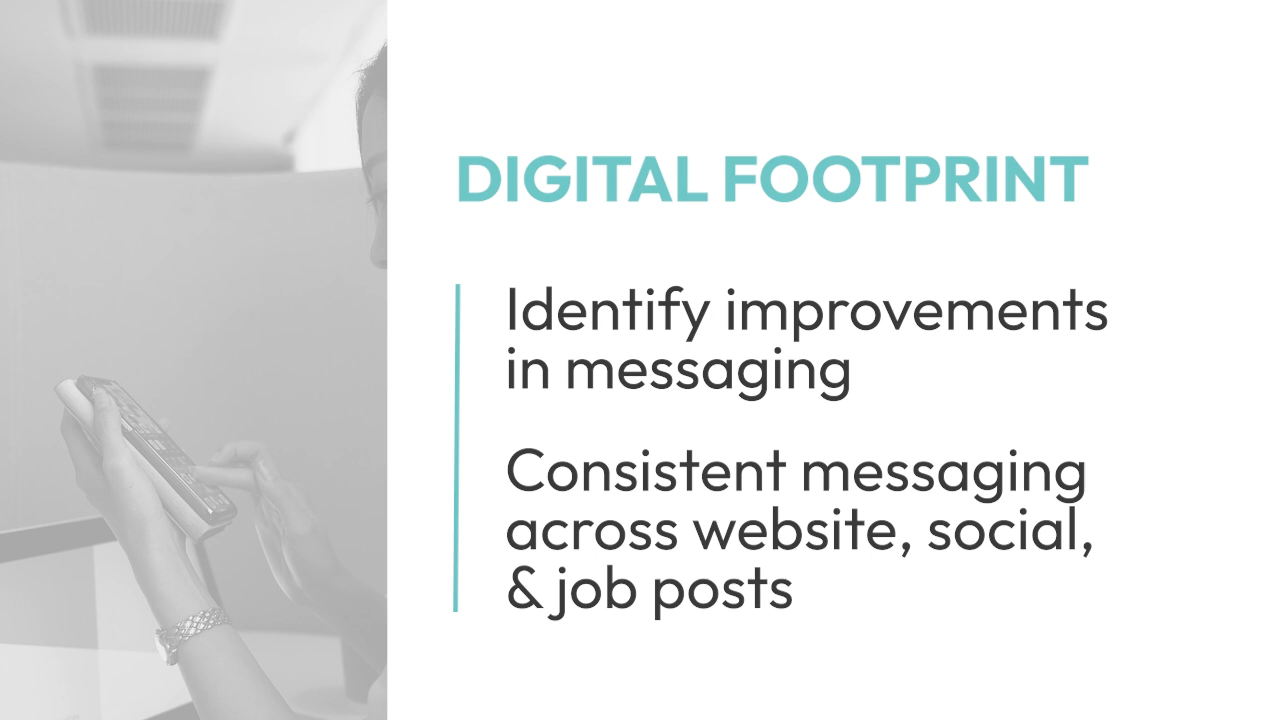 DIGITAL FOOTPRINT
Identify improvements
in messaging
Consistent messaging
across website, social,
& job posts